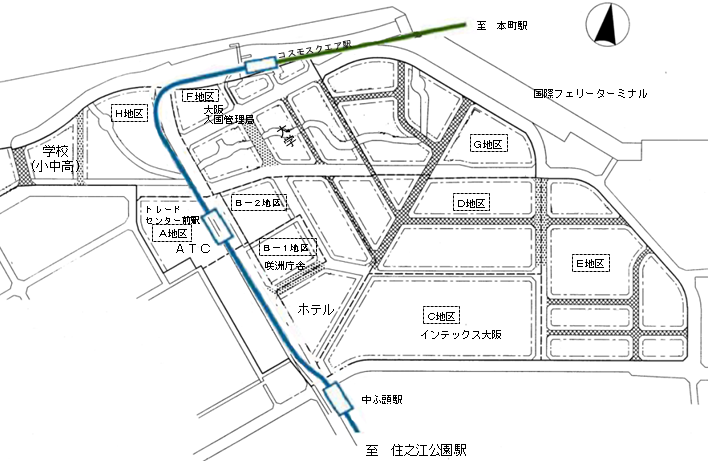 至　本町駅
コスモスクエア駅
国際フェリーターミナル
F地区
大阪
入国管理局
H地区
大学
G地区
学校
(小中高)
B－2地区
D地区
トレード
センター前駅
A地区
ATC
B－1地区
咲洲庁舎
E地区
ホテル
C地区
インテックス大阪
中ふ頭駅
至　住之江公園駅